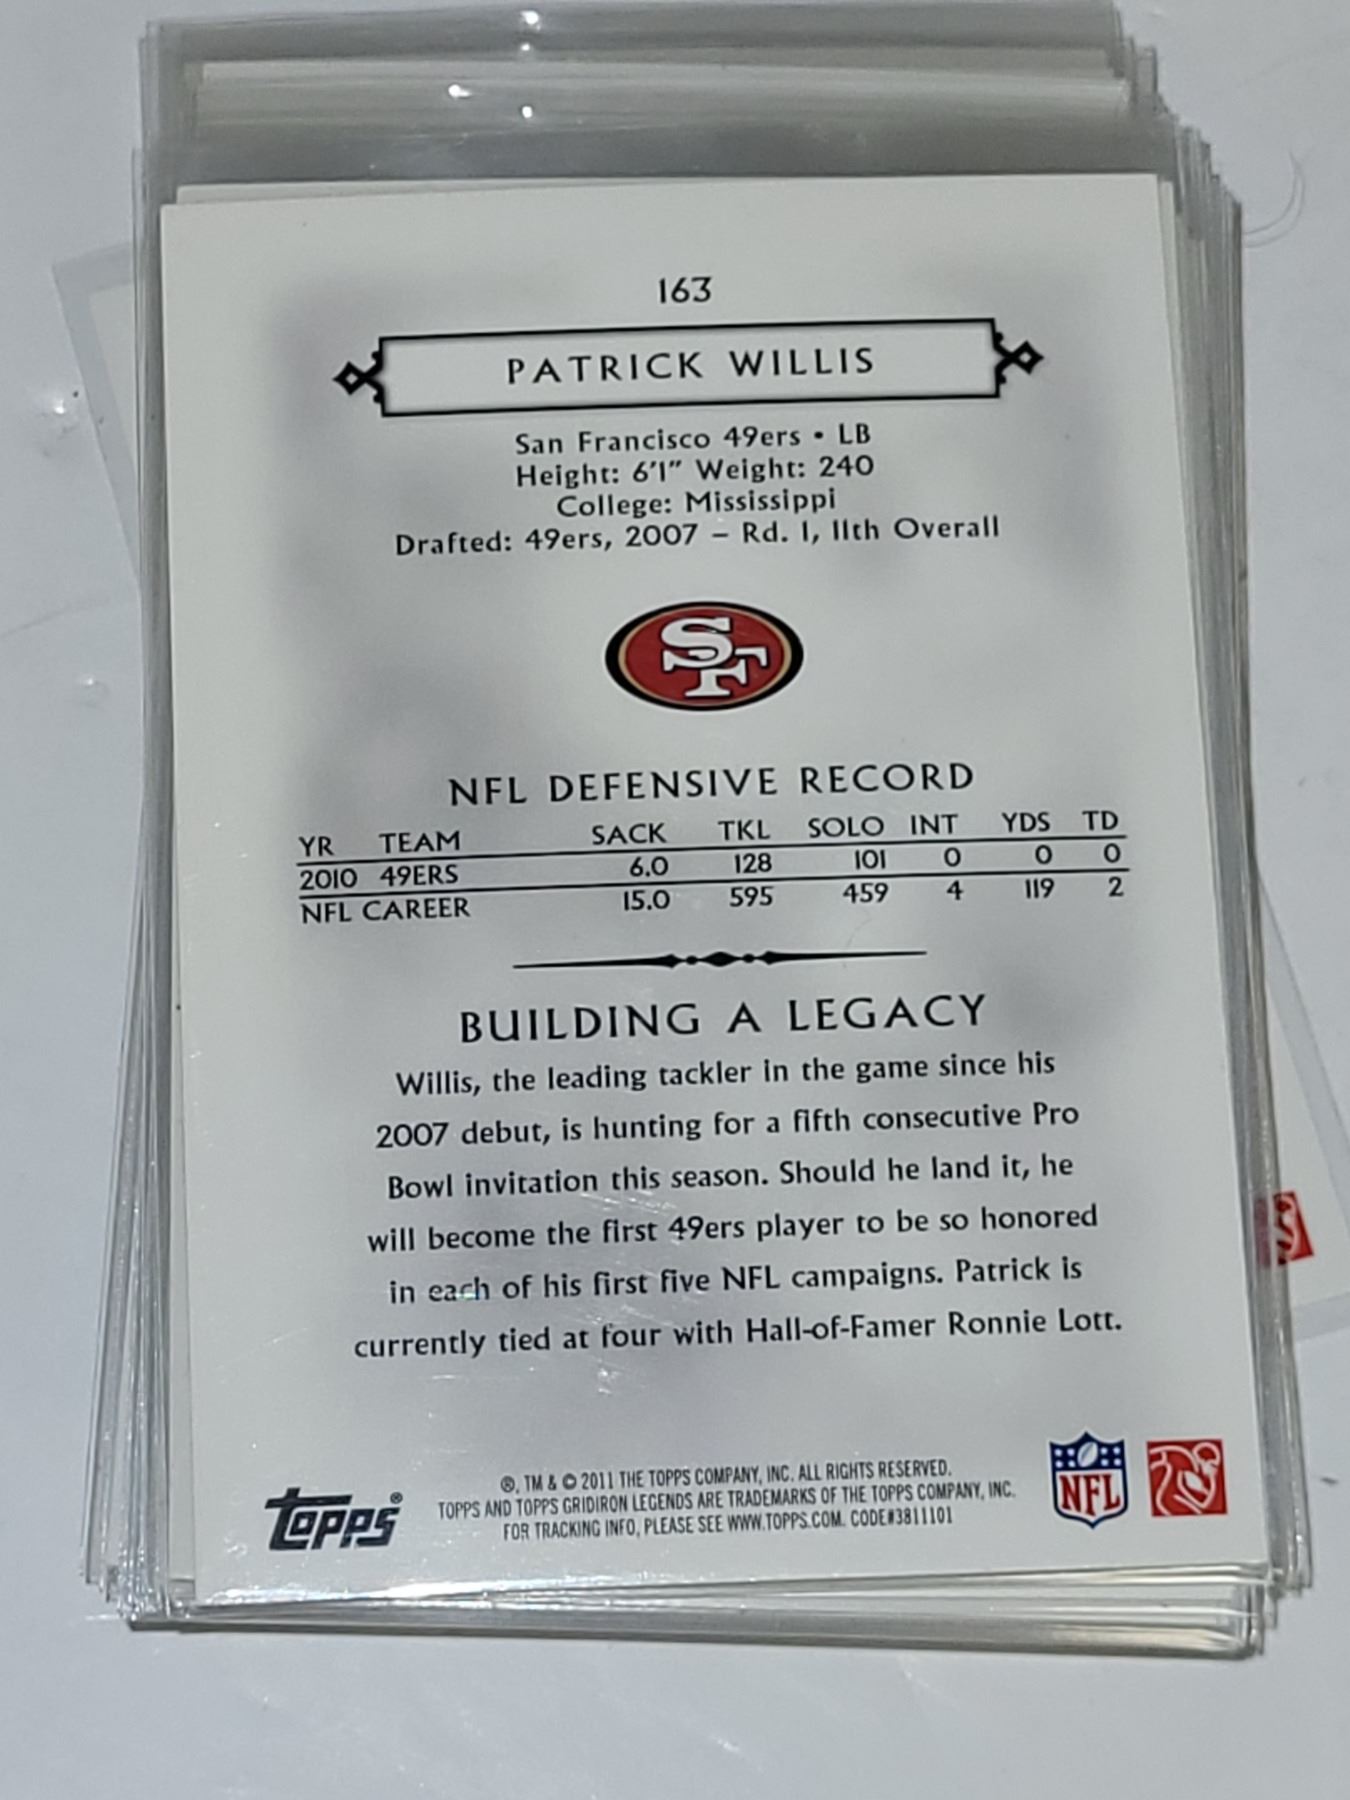 163
PATRICK WILLIS
San Francisco 49ers • LB
Height: 6'1" Weight: 240
College: Mississippi
Drafted: 49ers, 2007 – Rd. 1, 11th Overall
SF
NFL DEFENSIVE RECORD
YR TEAM SACK TKL SOLO INT YDS TD
2010 49ERS 6.0 128 101 0 0 0
NFL CAREER 15.0 595 459 4 119 2
BUILDING A LEGACY
Willis, the leading tackler in the game since his
2007 debut, is hunting for a fifth consecutive Pro
Bowl invitation this season. Should he land it, he
will become the first 49ers player to be so honored
in each of his first five NFL campaigns. Patrick is
currently tied at four with Hall-of-Famer Ronnie Lott.
Topps®
®, TM & © 2011 THE TOPPS COMPANY, INC. ALL RIGHTS RESERVED.
TOPPS AND TOPPS GRIDIRON LEGENDS ARE TRADEMARKS OF THE TOPPS COMPANY, INC.
FOR TRACKING INFO, PLEASE SEE WWW.TOPPS.COM. CODE#3811101
NFL